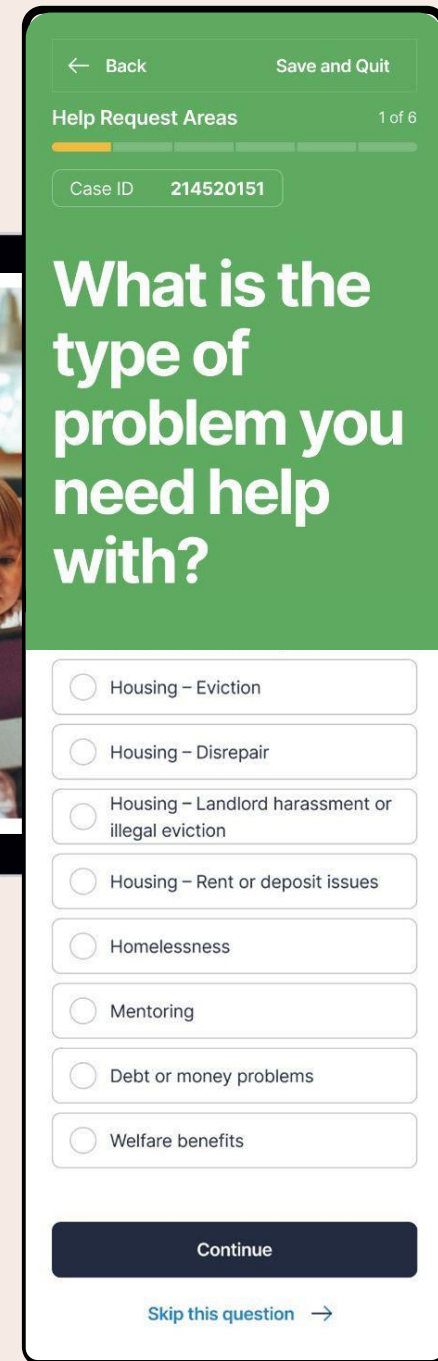 ← Back Save and Quit
Help Request Areas 1 of 6
Case ID 214520151
What is the
type of
problem you
need help
with?
Housing – Eviction
Housing – Disrepair
Housing – Landlord harassment or
illegal eviction
Housing – Rent or deposit issues
Homelessness
Mentoring
Debt or money problems
Welfare benefits
Continue
Skip this question →